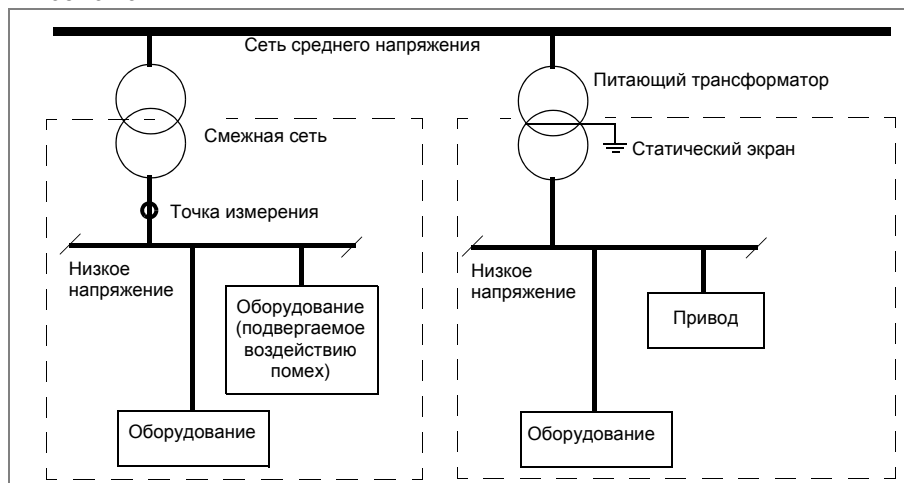 Сеть среднего напряжения
Питающий трансформатор
Смежная сеть
Статический экран
Точка измерения
Низкое
напряжение
Оборудование
(подвергаемое
воздействию
помех)
Оборудование
Низкое
напряжение
Привод
Оборудование